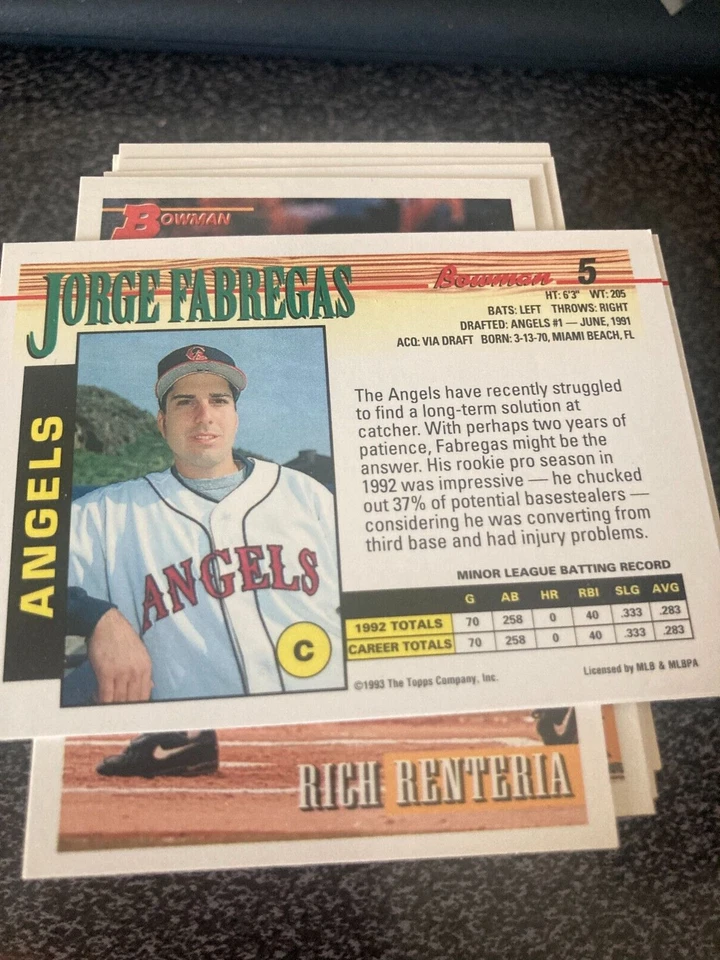 BOWMAN
JORGE FABREGAS
Bowman 5
HT: 6'3" WT: 205
BATS: LEFT THROWS: RIGHT
DRAFTED: ANGELS #1 — JUNE, 1991
ACQ: VIA DRAFT BORN: 3-13-70, MIAMI BEACH, FL
ANGELS
CA
ANGELS
C
The Angels have recently struggled
to find a long-term solution at
catcher. With perhaps two years of
patience, Fabregas might be the
answer. His rookie pro season in
1992 was impressive — he chucked
out 37% of potential basestealers —
considering he was converting from
third base and had injury problems.
MINOR LEAGUE BATTING RECORD
G AB HR RBI SLG AVG
1992 TOTALS 70 258 0 40 .333 .283
CAREER TOTALS 70 258 0 40 .333 .283
©1993 The Topps Company, Inc.
Licensed by MLB & MLBPA
RICH RENTERIA